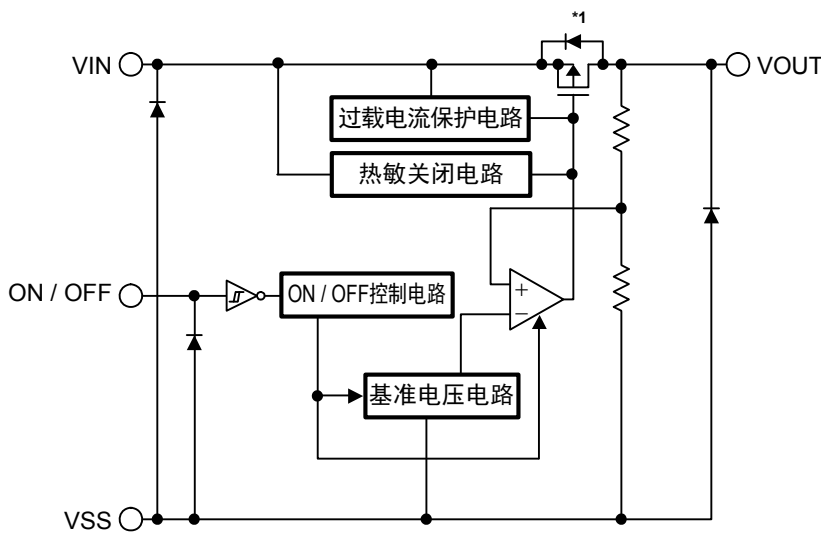 *1
VIN
VOUT
过载电流保护电路
热敏关闭电路
ON / OFF
ON / OFF控制电路
+
−
基准电压电路
VSS